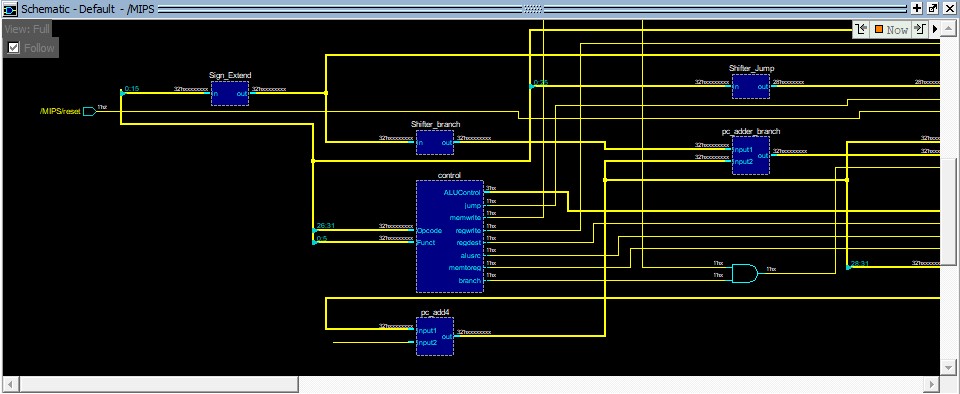 Schematic - Default - /MIPS
View: Full
Now
Follow
Sign_Extend
Shifter_Jump
0:15
32'hxxxxxxxx
in
out
32'hxxxxxxxx
0:25
32'hxxxxxxxx
in
out
28'hxxxxxxx
/MIPS/reset
1'hx
Shifter_branch
pc_adder_branch
32'hxxxxxxxx
in
32'hxxxxxxxx
32'hxxxxxxxx
input1
out
32'hxxxxxxxx
32'hxxxxxxxx
input2
control
ALUControl
3'hx
jump
1'hx
memwrite
1'hx
26:31
32'hxxxxxxxx
Opcode
regwrite
1'hx
0:5
32'hxxxxxxxx
Funct
regdest
1'hx
alusrc
1'hx
memtoreg
1'hx
branch
1'hx
1'hx
1'hx
1'hx
28:31
32'hxxxxxxxx
pc_add4
32'hxxxxxxxx
input1
out
32'hxxxxxxxx
input2